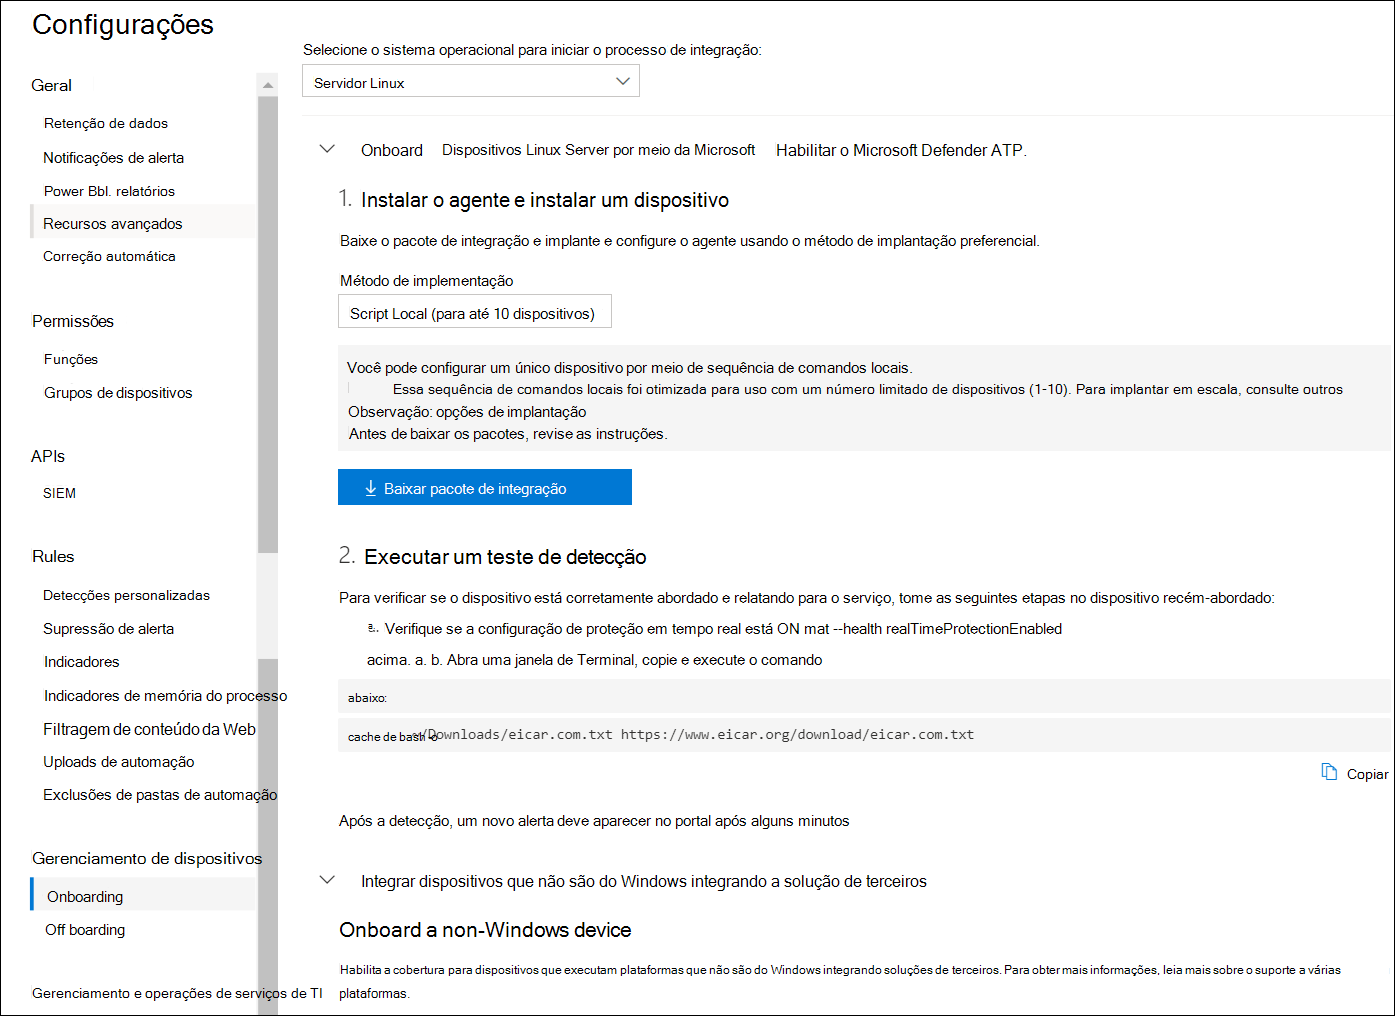 Configurações
Geral
Retenção de dados
Notificações de alerta
Power Bbl. relatórios
Recursos avançados
Correção automática
Permissões
Funções
Grupos de dispositivos
APIs
SIEM
Rules
Detecções personalizadas
Supressão de alerta
Indicadores
Indicadores de memória do processo
Filtragem de conteúdo da Web
Uploads de automação
Exclusões de pastas de automação
Gerenciamento de dispositivos
Onboarding
Off boarding
Gerenciamento e operações de serviços de TI
Selecione o sistema operacional para iniciar o processo de integração:
Servidor Linux
Onboard Dispositivos Linux Server por meio da Microsoft Habilitar o Microsoft Defender ATP.
1. Instalar o agente e instalar um dispositivo
Baixe o pacote de integração e implante e configure o agente usando o método de implantação preferencial.
Método de implementação
Script Local (para até 10 dispositivos)
Você pode configurar um único dispositivo por meio de sequência de comandos locais.
Essa sequência de comandos locais foi otimizada para uso com um número limitado de dispositivos (1-10). Para implantar em escala, consulte outros
Observação: opções de implantação
Antes de baixar os pacotes, revise as instruções.
Baixar pacote de integração
2. Executar um teste de detecção
Para verificar se o dispositivo está corretamente abordado e relatando para o serviço, tome as seguintes etapas no dispositivo recém-abordado:
a. Verifique se a configuração de proteção em tempo real está ON mat --health realTimeProtectionEnabled
acima. a. b. Abra uma janela de Terminal, copie e execute o comando
abaixo:
cache de bash -o ~/Downloads/eicar.com.txt https://www.eicar.org/download/eicar.com.txt
Copiar
Após a detecção, um novo alerta deve aparecer no portal após alguns minutos
Integrar dispositivos que não são do Windows integrando a solução de terceiros
Onboard a non-Windows device
Habilita a cobertura para dispositivos que executam plataformas que não são do Windows integrando soluções de terceiros. Para obter mais informações, leia mais sobre o suporte a várias
plataformas.